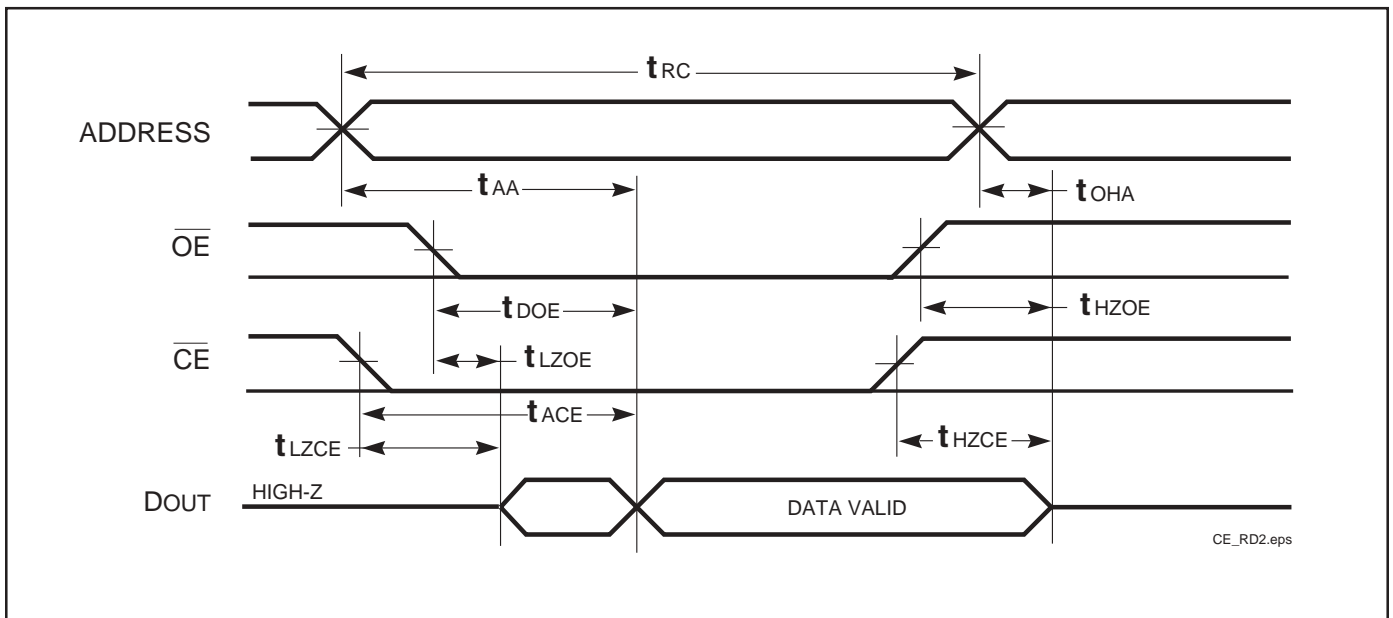 tRC
ADDRESS
tAA
tOHA
OE
tDOE
tHZOE
CE
tLZOE
tACE
tLZCE
tHZCE
DOUT
HIGH-Z
DATA VALID
CE_RD2.eps